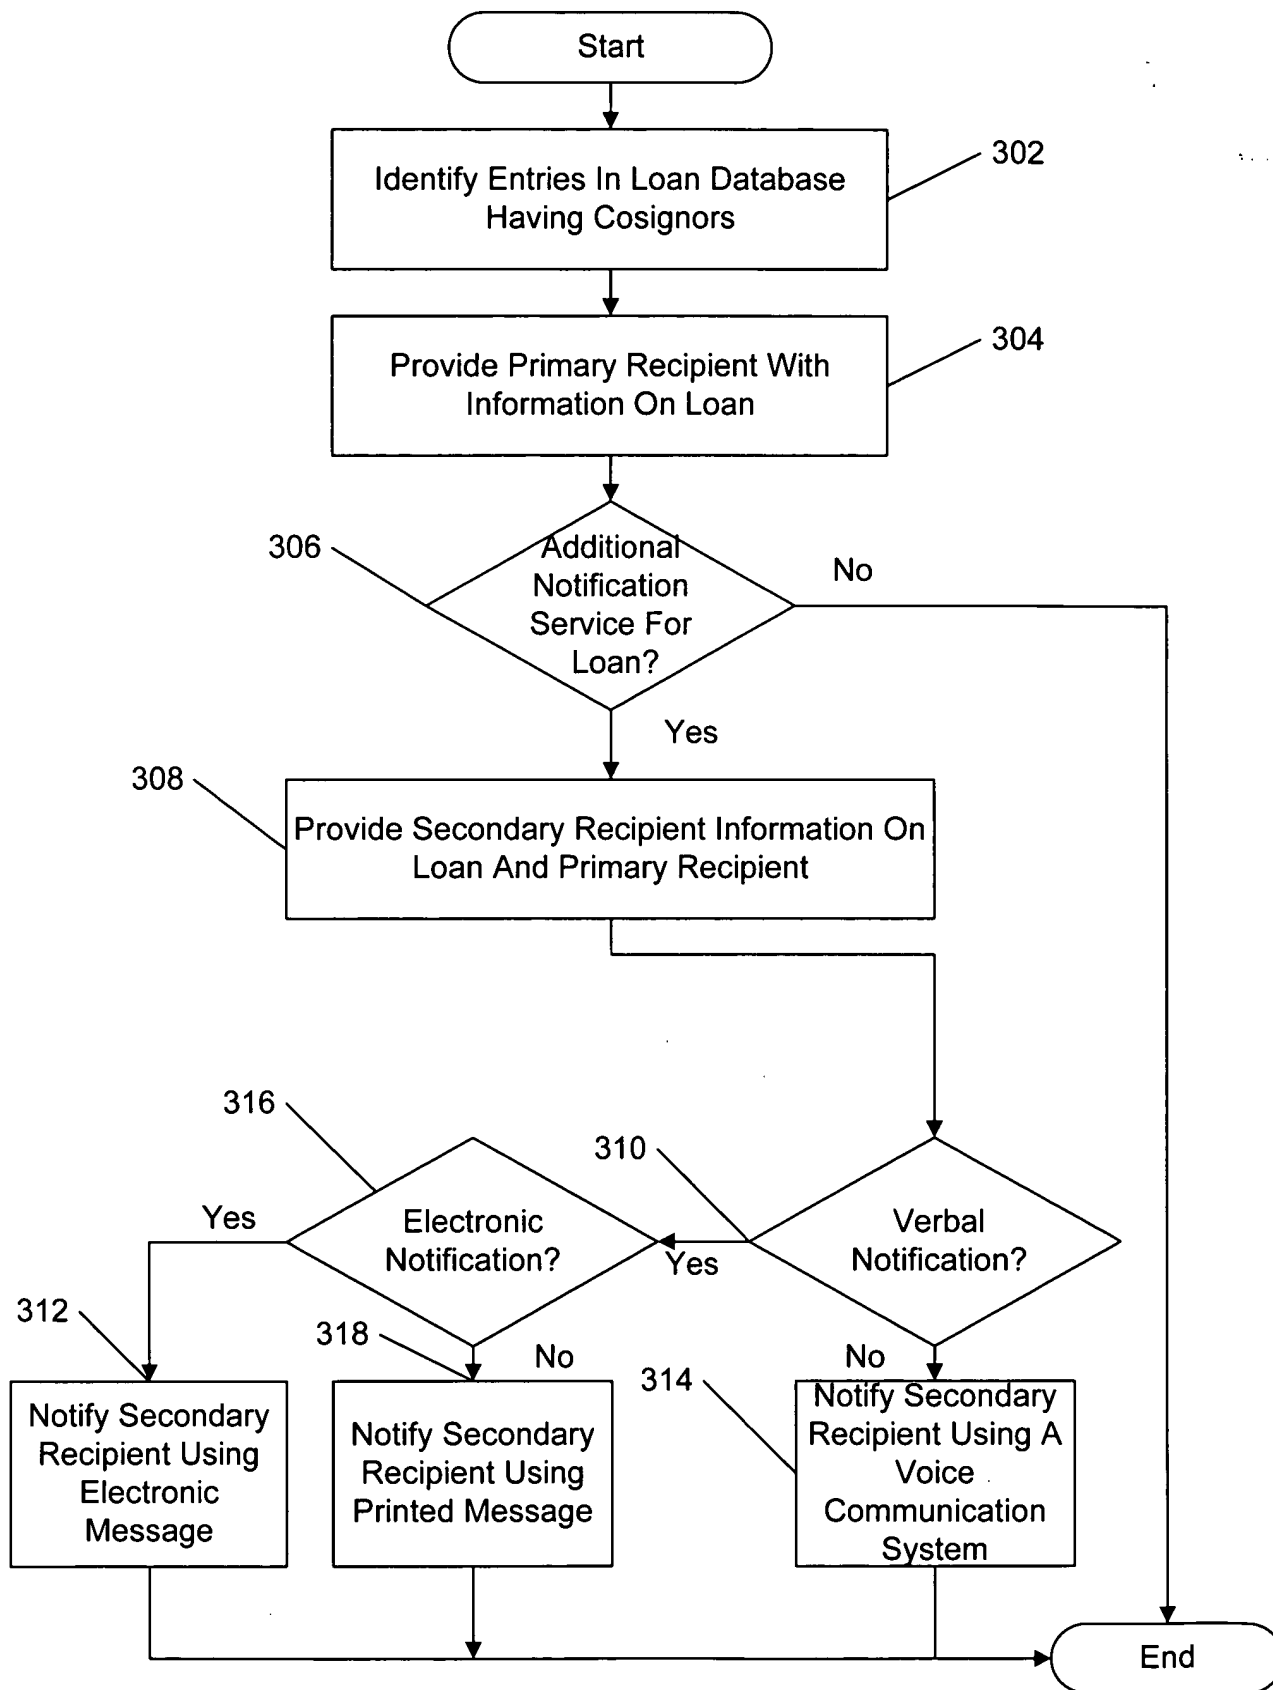 Start
Identify Entries In Loan Database
Having Cosignors
302
Provide Primary Recipient With
Information On Loan
304
306
Additional
Notification
Service For
Loan?
No
Yes
308
Provide Secondary Recipient Information On
Loan And Primary Recipient
316
310
Yes
Electronic
Notification?
Yes
Verbal
Notification?
312
318
No
No
314
Notify Secondary
Recipient Using
Electronic
Message
Notify Secondary
Recipient Using
Printed Message
Notify Secondary
Recipient Using A
Voice
Communication
System
End